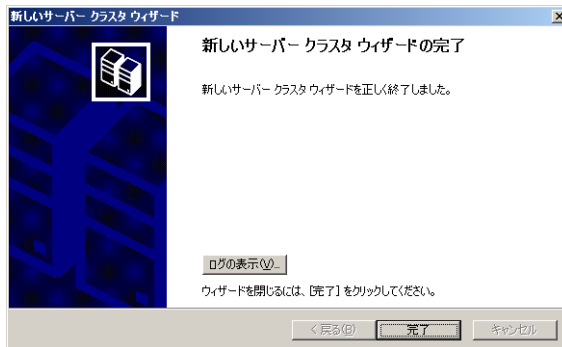 新しいサーバー クラスタ ウィザード
新しいサーバー クラスタ ウィザードの完了
新しいサーバー クラスタ ウィザードを正しく終了しました。
ログの表示(V)...
ウィザードを閉じるには、[完了] をクリックしてください。
< 戻る(B) 完了 キャンセル